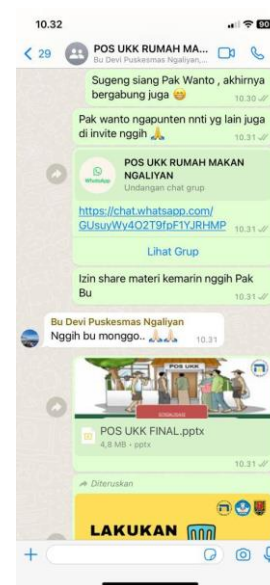 10.32
90
29
POS UKK RUMAH MA...
Bu Devi Puskesmas Ngaliyan,...
Sugeng siang Pak Wanto , akhirnya
bergabung juga 😄
10.30
Pak wanto ngapunten nnti yg lain juga
di invite nggih 🙏
10.31
WhatsApp
POS UKK RUMAH MAKAN
NGALIYAN
Undangan chat grup
https://chat.whatsapp.com/
GUsuyWy4O2T9fpF1YJRHMP
10.31
Lihat Grup
Izin share materi kemarin nggih Pak
Bu
10.31
Bu Devi Puskesmas Ngaliyan
Nggih bu monggo.. 🙏🙏🙏
10.31
POS UKK
POS UKK FINAL.pptx
4,8 MB • pptx
10.31
Diteruskan
LAKUKAN